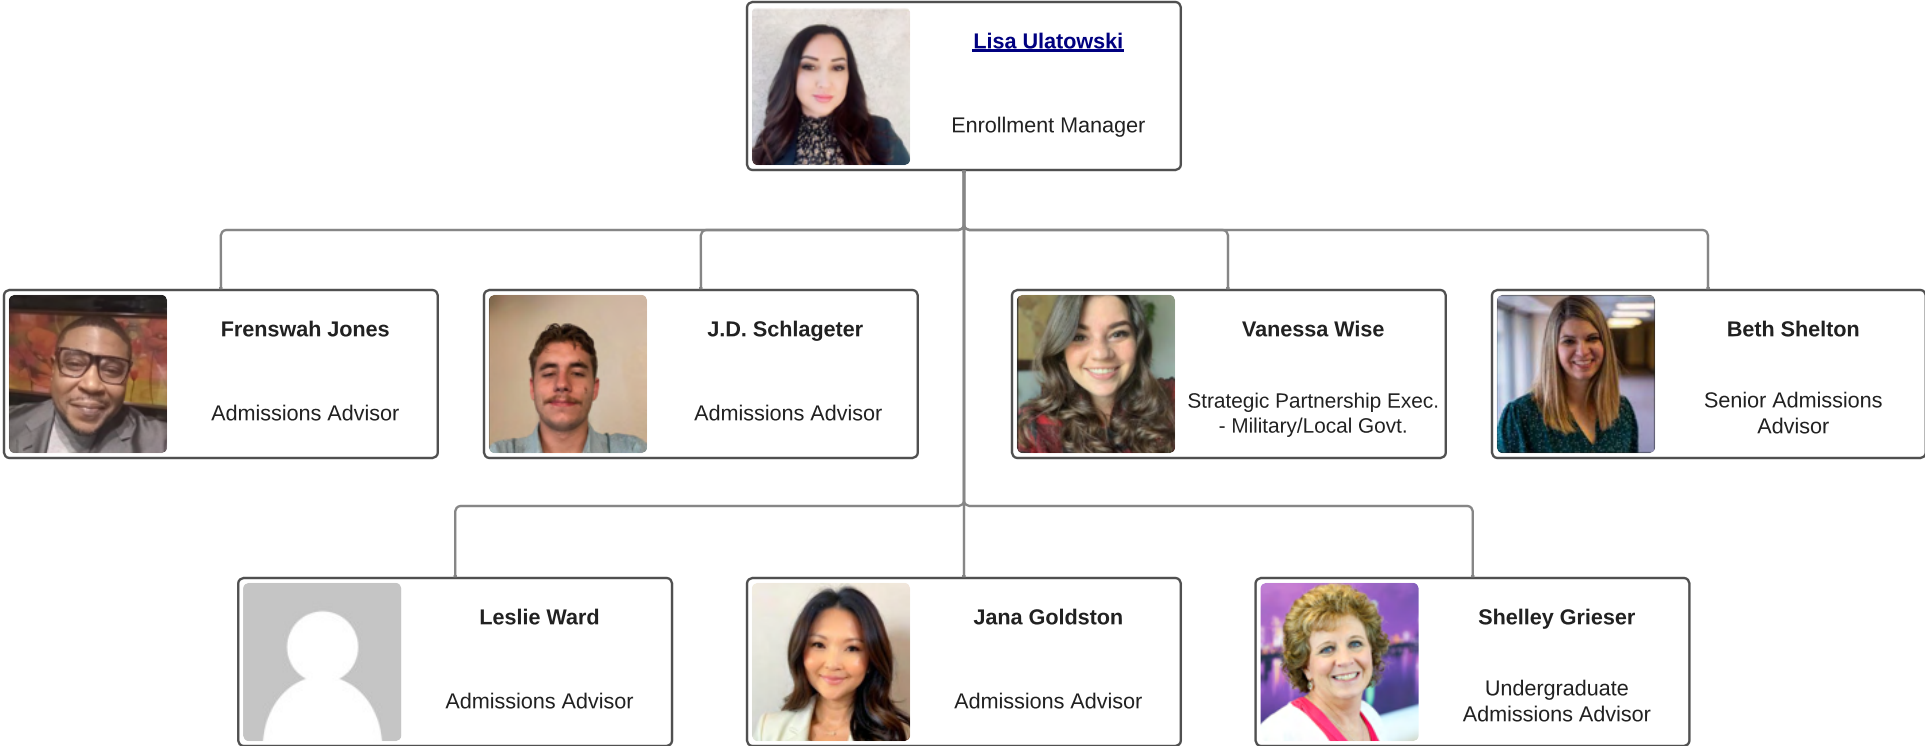 Lisa Ulatowski
Enrollment Manager
Frenswah Jones
Admissions Advisor
J.D. Schlageter
Admissions Advisor
Vanessa Wise
Strategic Partnership Exec.
- Military/Local Govt.
Beth Shelton
Senior Admissions
Advisor
Leslie Ward
Admissions Advisor
Jana Goldston
Admissions Advisor
Shelley Grieser
Undergraduate
Admissions Advisor